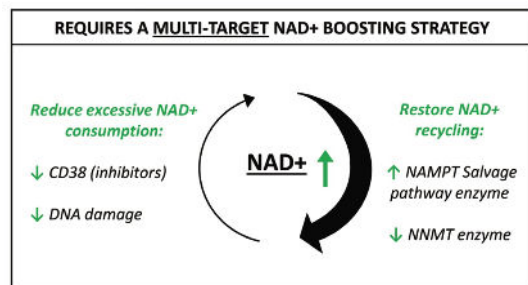 REQUIRES A MULTI-TARGET NAD+ BOOSTING STRATEGY
Reduce excessive NAD+
consumption:
↓ CD38 (inhibitors)
↓ DNA damage
NAD+ ↑
Restore NAD+
recycling:
↑ NAMPT Salvage
pathway enzyme
↓ NNMT enzyme